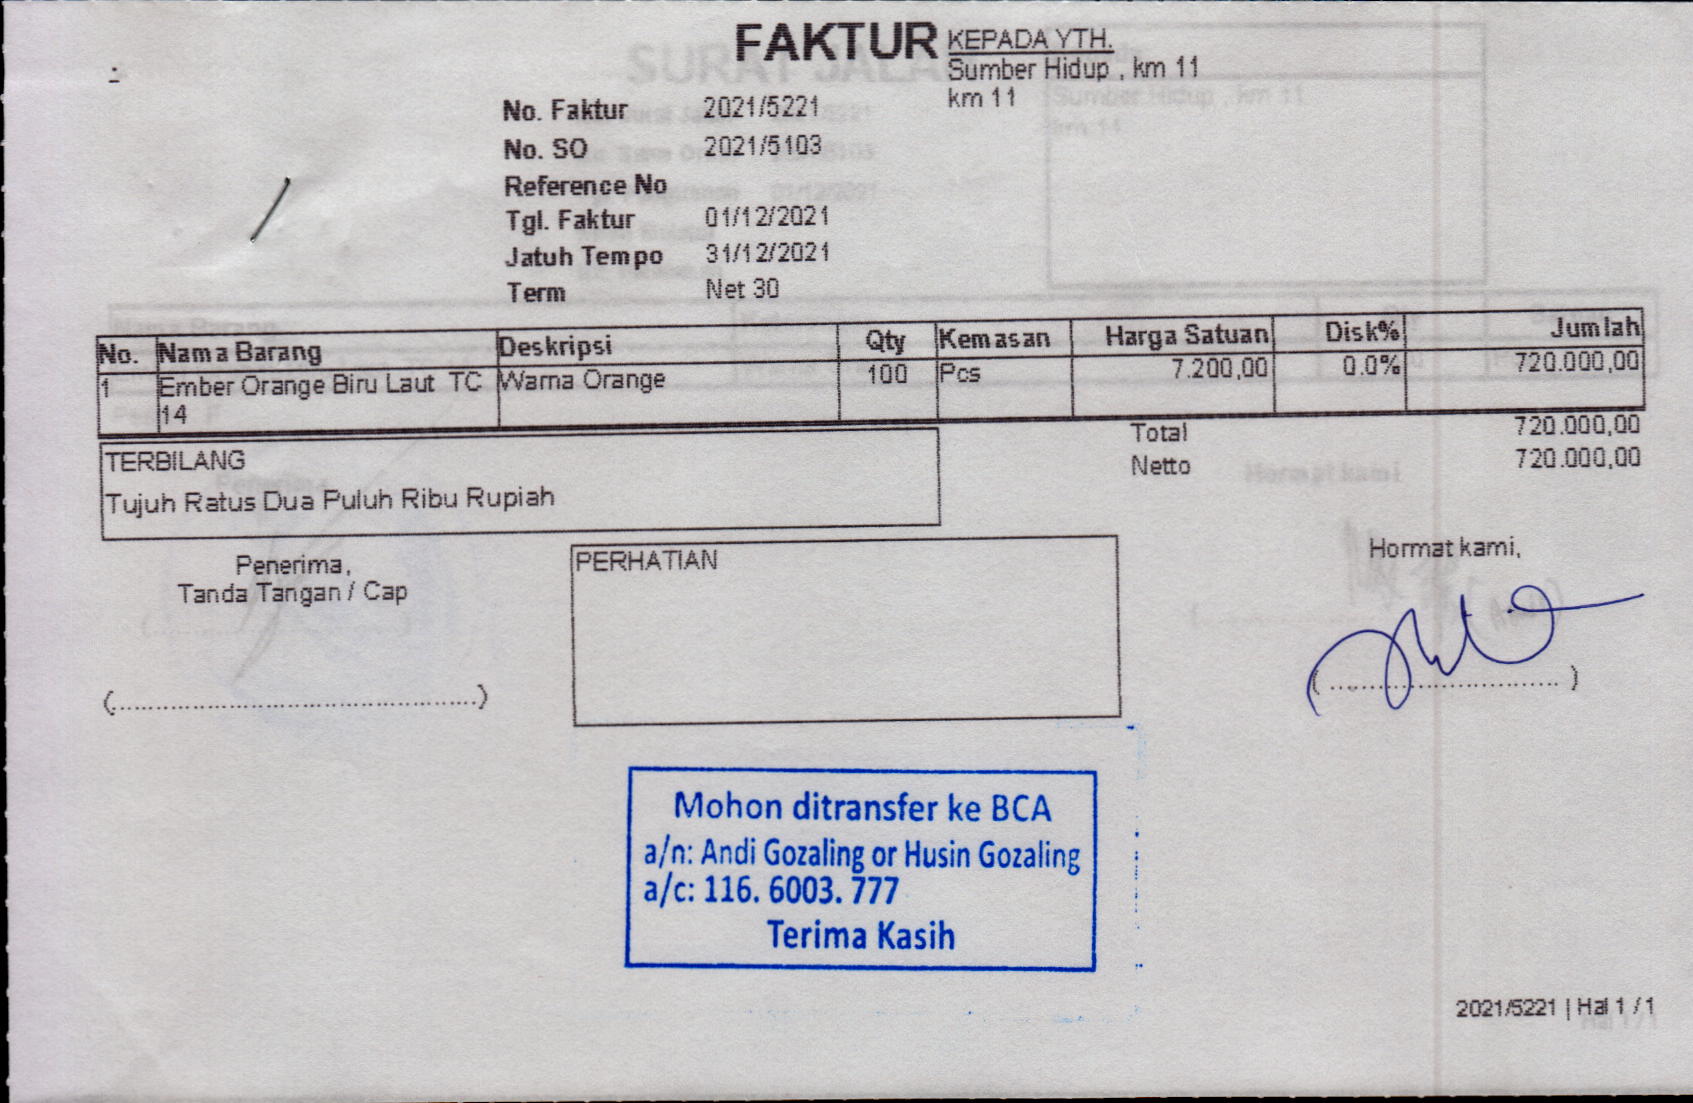 FAKTUR
KEPADA YTH.
Sumber Hidup , km 11
km 11
No. Faktur 2021/5221
No. SO 2021/5103
Reference No
Tgl. Faktur 01/12/2021
Jatuh Tempo 31/12/2021
Term Net 30
No. Nama Barang Deskripsi Qty Kemasan Harga Satuan Disk% Jumlah
1 Ember Orange Biru Laut TC Warna Orange 100 Pcs 7.200,00 0.0% 720.000,00
14
Total 720.000,00
Netto 720.000,00
TERBILANG
Tujuh Ratus Dua Puluh Ribu Rupiah
Penerima,
Tanda Tangan / Cap
(..............................................)
PERHATIAN
Hormat kami,
(..............................)
Mohon ditransfer ke BCA
a/n: Andi Gozaling or Husin Gozaling
a/c: 116. 6003. 777
Terima Kasih
2021/5221 | Hal 1 / 1